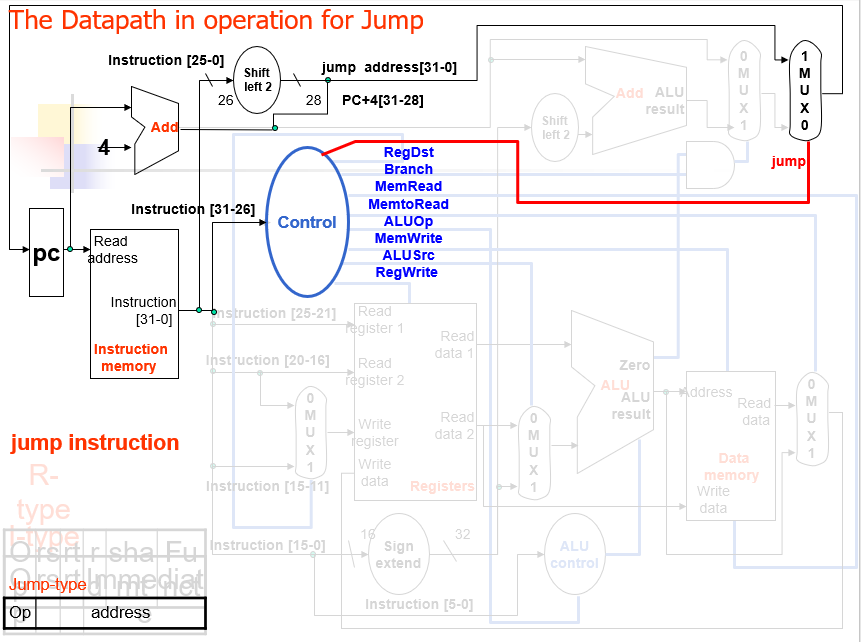 The Datapath in operation for Jump
Instruction [25-0]
Shift
left 2
jump address[31-0]
26
28
PC+4[31-28]
Add
4
1
M
U
X
0
0
M
U
X
1
Add
ALU
result
Shift
left 2
jump
RegDst
Branch
MemRead
MemtoRead
ALUOp
MemWrite
ALUSrc
RegWrite
Instruction [31-26]
Control
pc
Read
address
Instruction
[31-0]
Instruction
memory
Instruction [25-21]
Read
register 1
Instruction [20-16]
Read
register 2
0
M
U
X
1
Write
register
Write
data
Instruction [15-11]
Registers
Read
data 1
Read
data 2
0
M
U
X
1
Zero
ALU
ALU
result
Address
Read
data
Data
memory
Write
data
0
M
U
X
1
Instruction [15-0]
16
Sign
extend
32
ALU
control
Instruction [5-0]
jump instruction
R-
type
I-type
Jump-type
Op
address